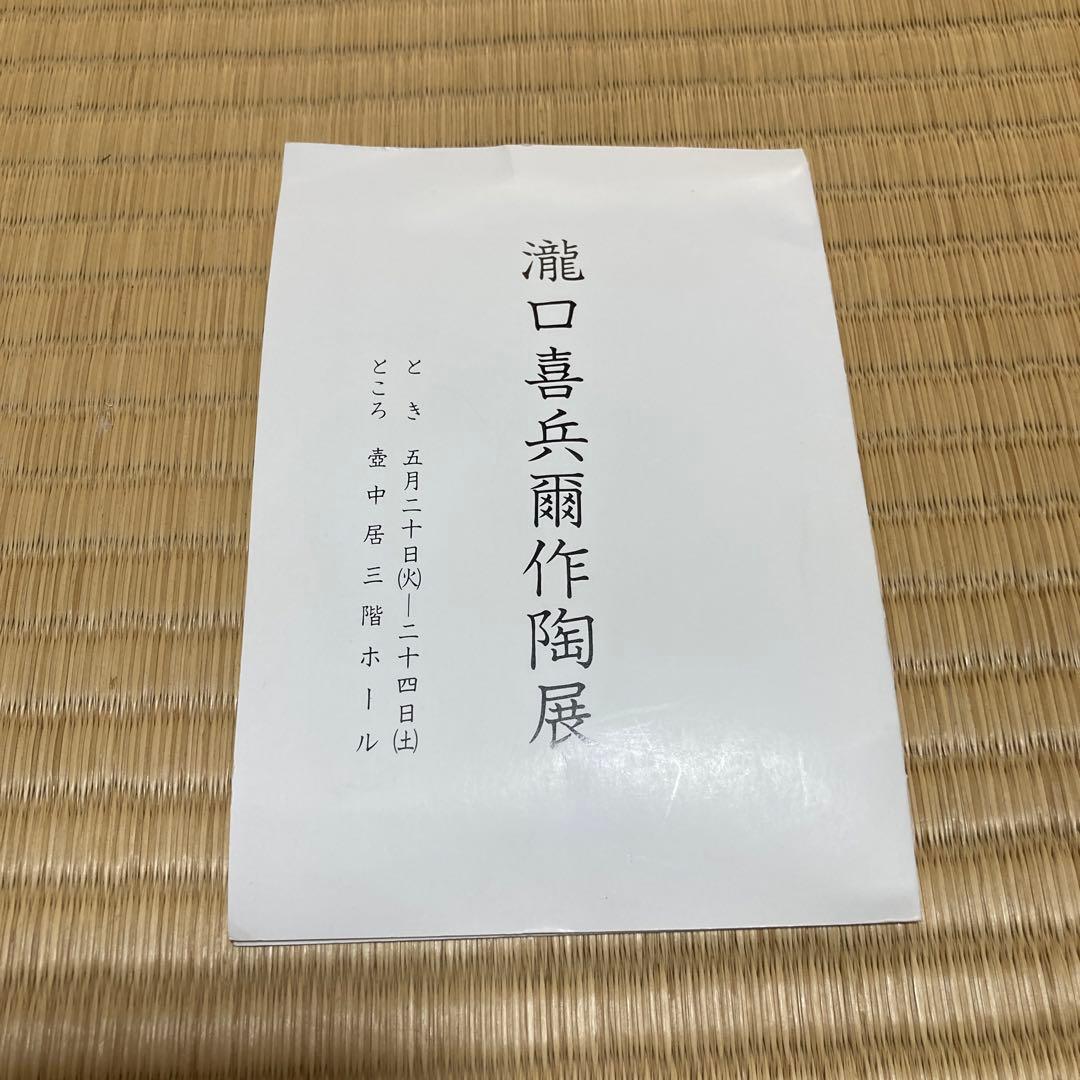 瀧口喜兵爾作陶展
とき 五月二十日(火)ー二十四日(土)
ところ 壺中居三階ホール